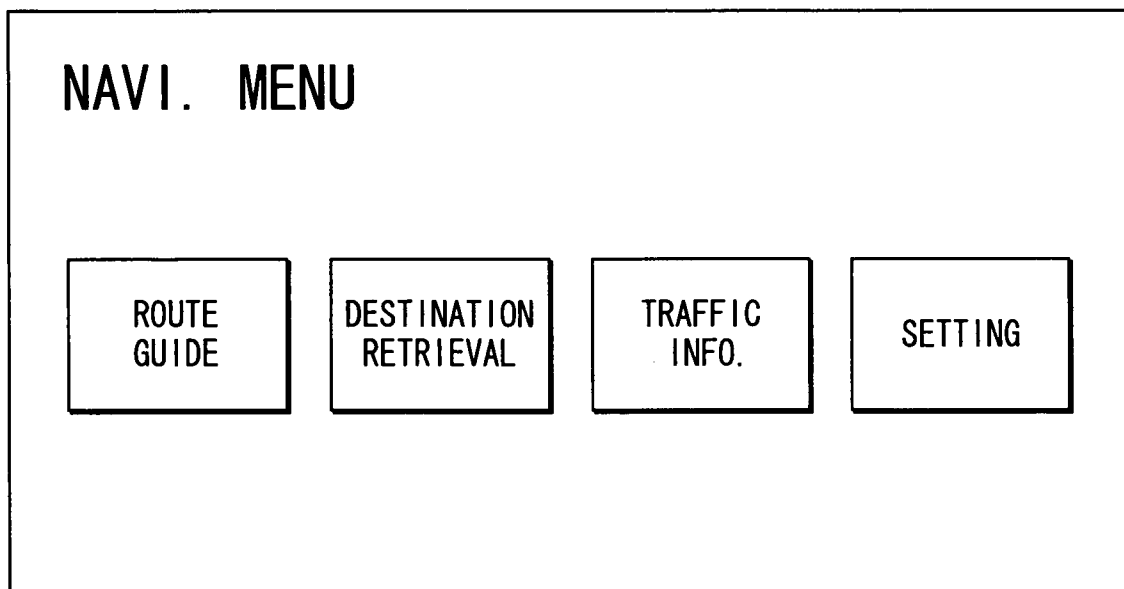 NAVI. MENU
ROUTE
GUIDE
DESTINATION
RETRIEVAL
TRAFFIC
INFO.
SETTING